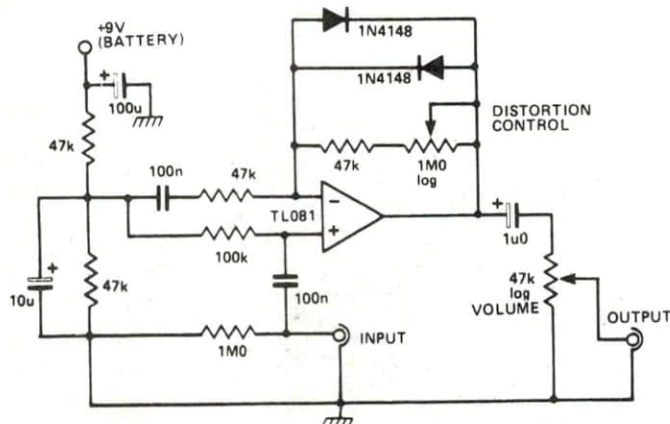 +9V
(BATTERY)
1N4148
100u
1N4148
DISTORTION
CONTROL
47k
100n
47k
47k
1M0
log
TL081
−
+
100k
1u0
10u
47k
100n
47k
log
VOLUME
OUTPUT
INPUT
1M0